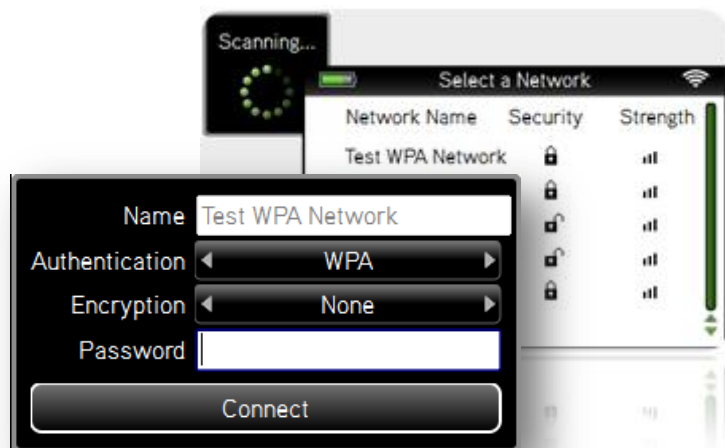 Scanning...
Select a Network
Network Name Security Strength
Test WPA Network
Name Test WPA Network
Authentication WPA
Encryption None
Password
Connect